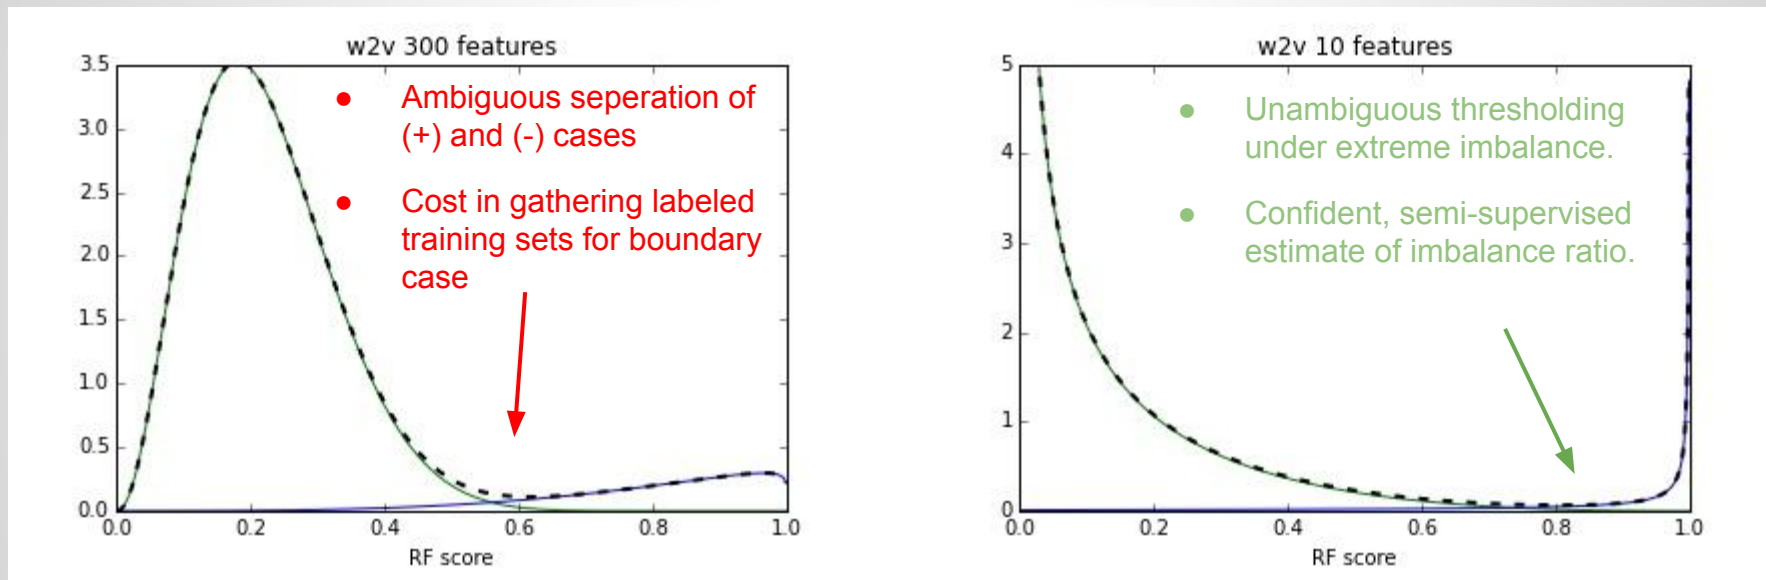 w2v 300 features
3.5
3.0
2.5
2.0
1.5
1.0
0.5
0.0
0.0 0.2 0.4 0.6 0.8 1.0
RF score
● Ambiguous seperation of
(+) and (-) cases
● Cost in gathering labeled
training sets for boundary
case
w2v 10 features
5
4
3
2
1
0
0.0 0.2 0.4 0.6 0.8 1.0
RF score
● Unambiguous thresholding
under extreme imbalance.
● Confident, semi-supervised
estimate of imbalance ratio.